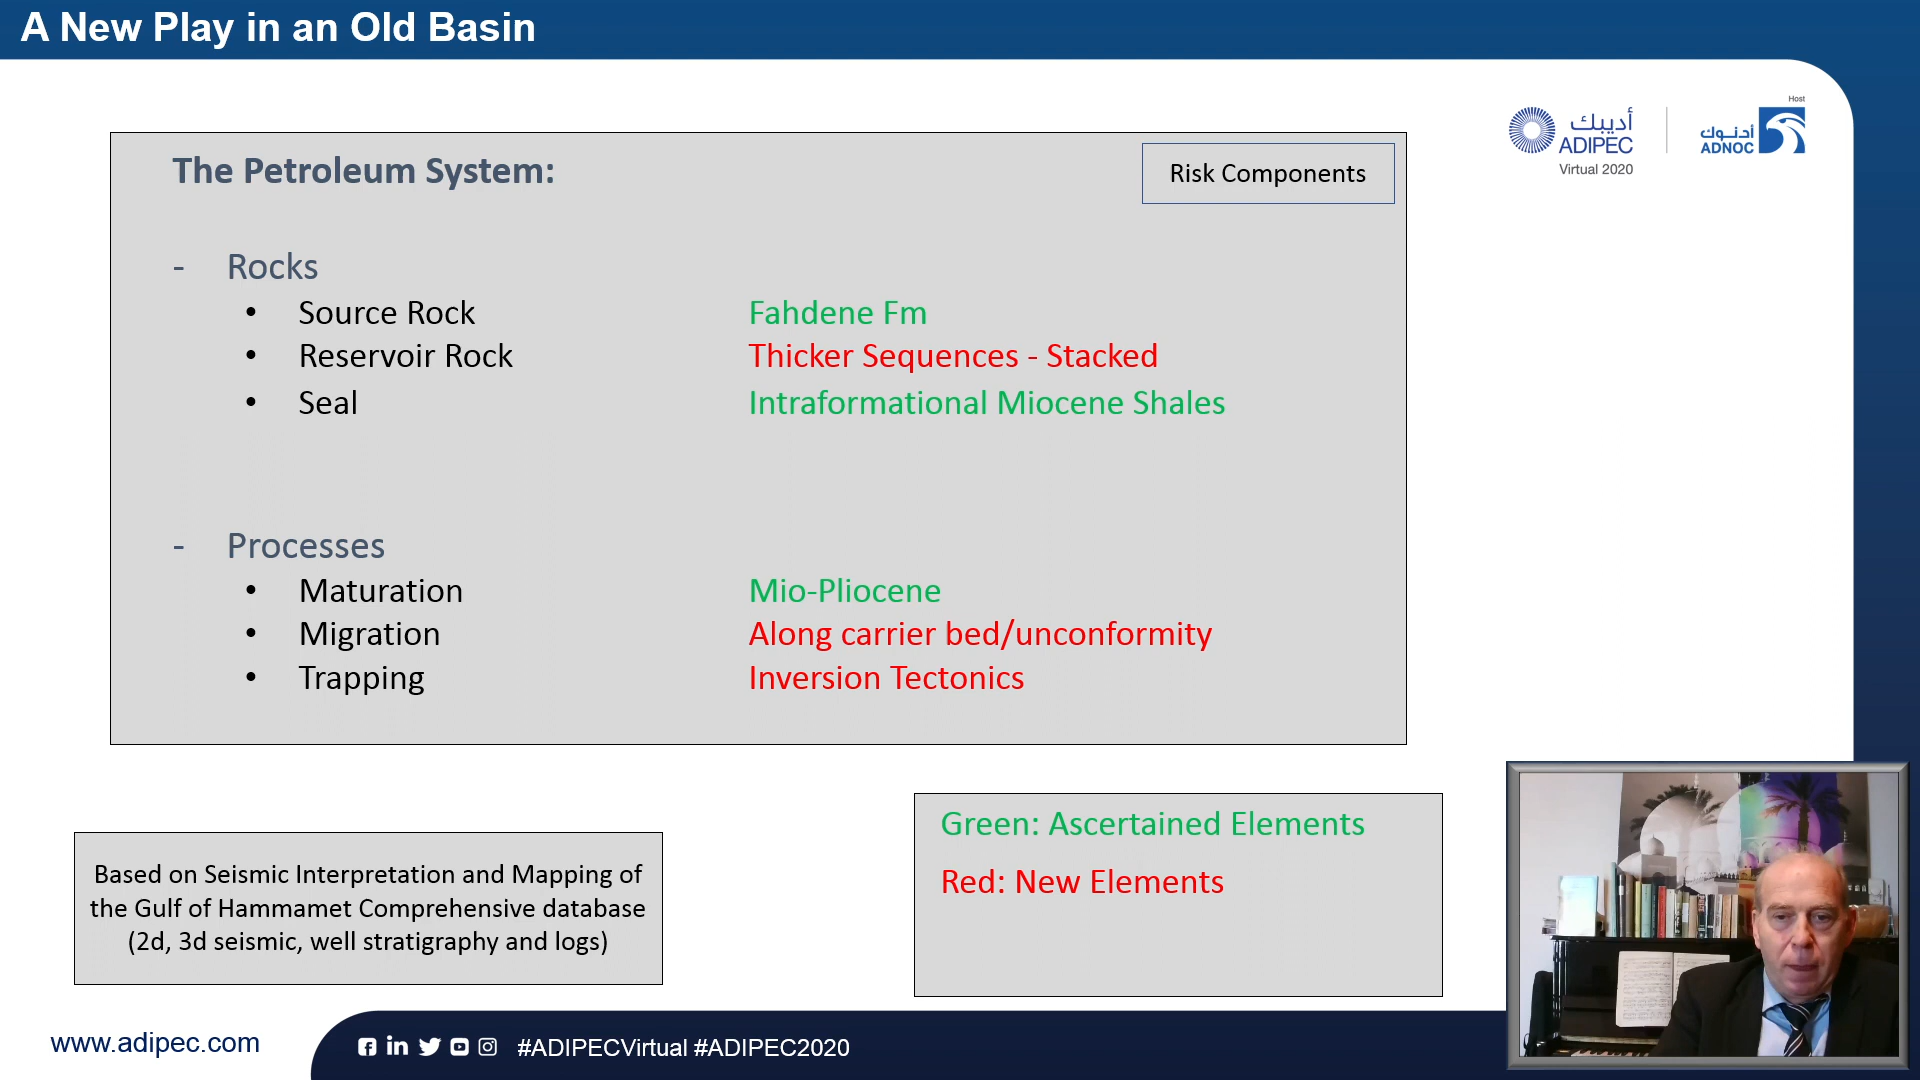 A New Play in an Old Basin
Host
أديبك
ADIPEC
Virtual 2020
أدنوك
ADNOC
The Petroleum System:
Risk Components
- Rocks
• Source Rock Fahdene Fm
• Reservoir Rock Thicker Sequences - Stacked
• Seal Intraformational Miocene Shales
- Processes
• Maturation Mio-Pliocene
• Migration Along carrier bed/unconformity
• Trapping Inversion Tectonics
Based on Seismic Interpretation and Mapping of
the Gulf of Hammamet Comprehensive database
(2d, 3d seismic, well stratigraphy and logs)
Green: Ascertained Elements
Red: New Elements
www.adipec.com
#ADIPECVirtual #ADIPEC2020